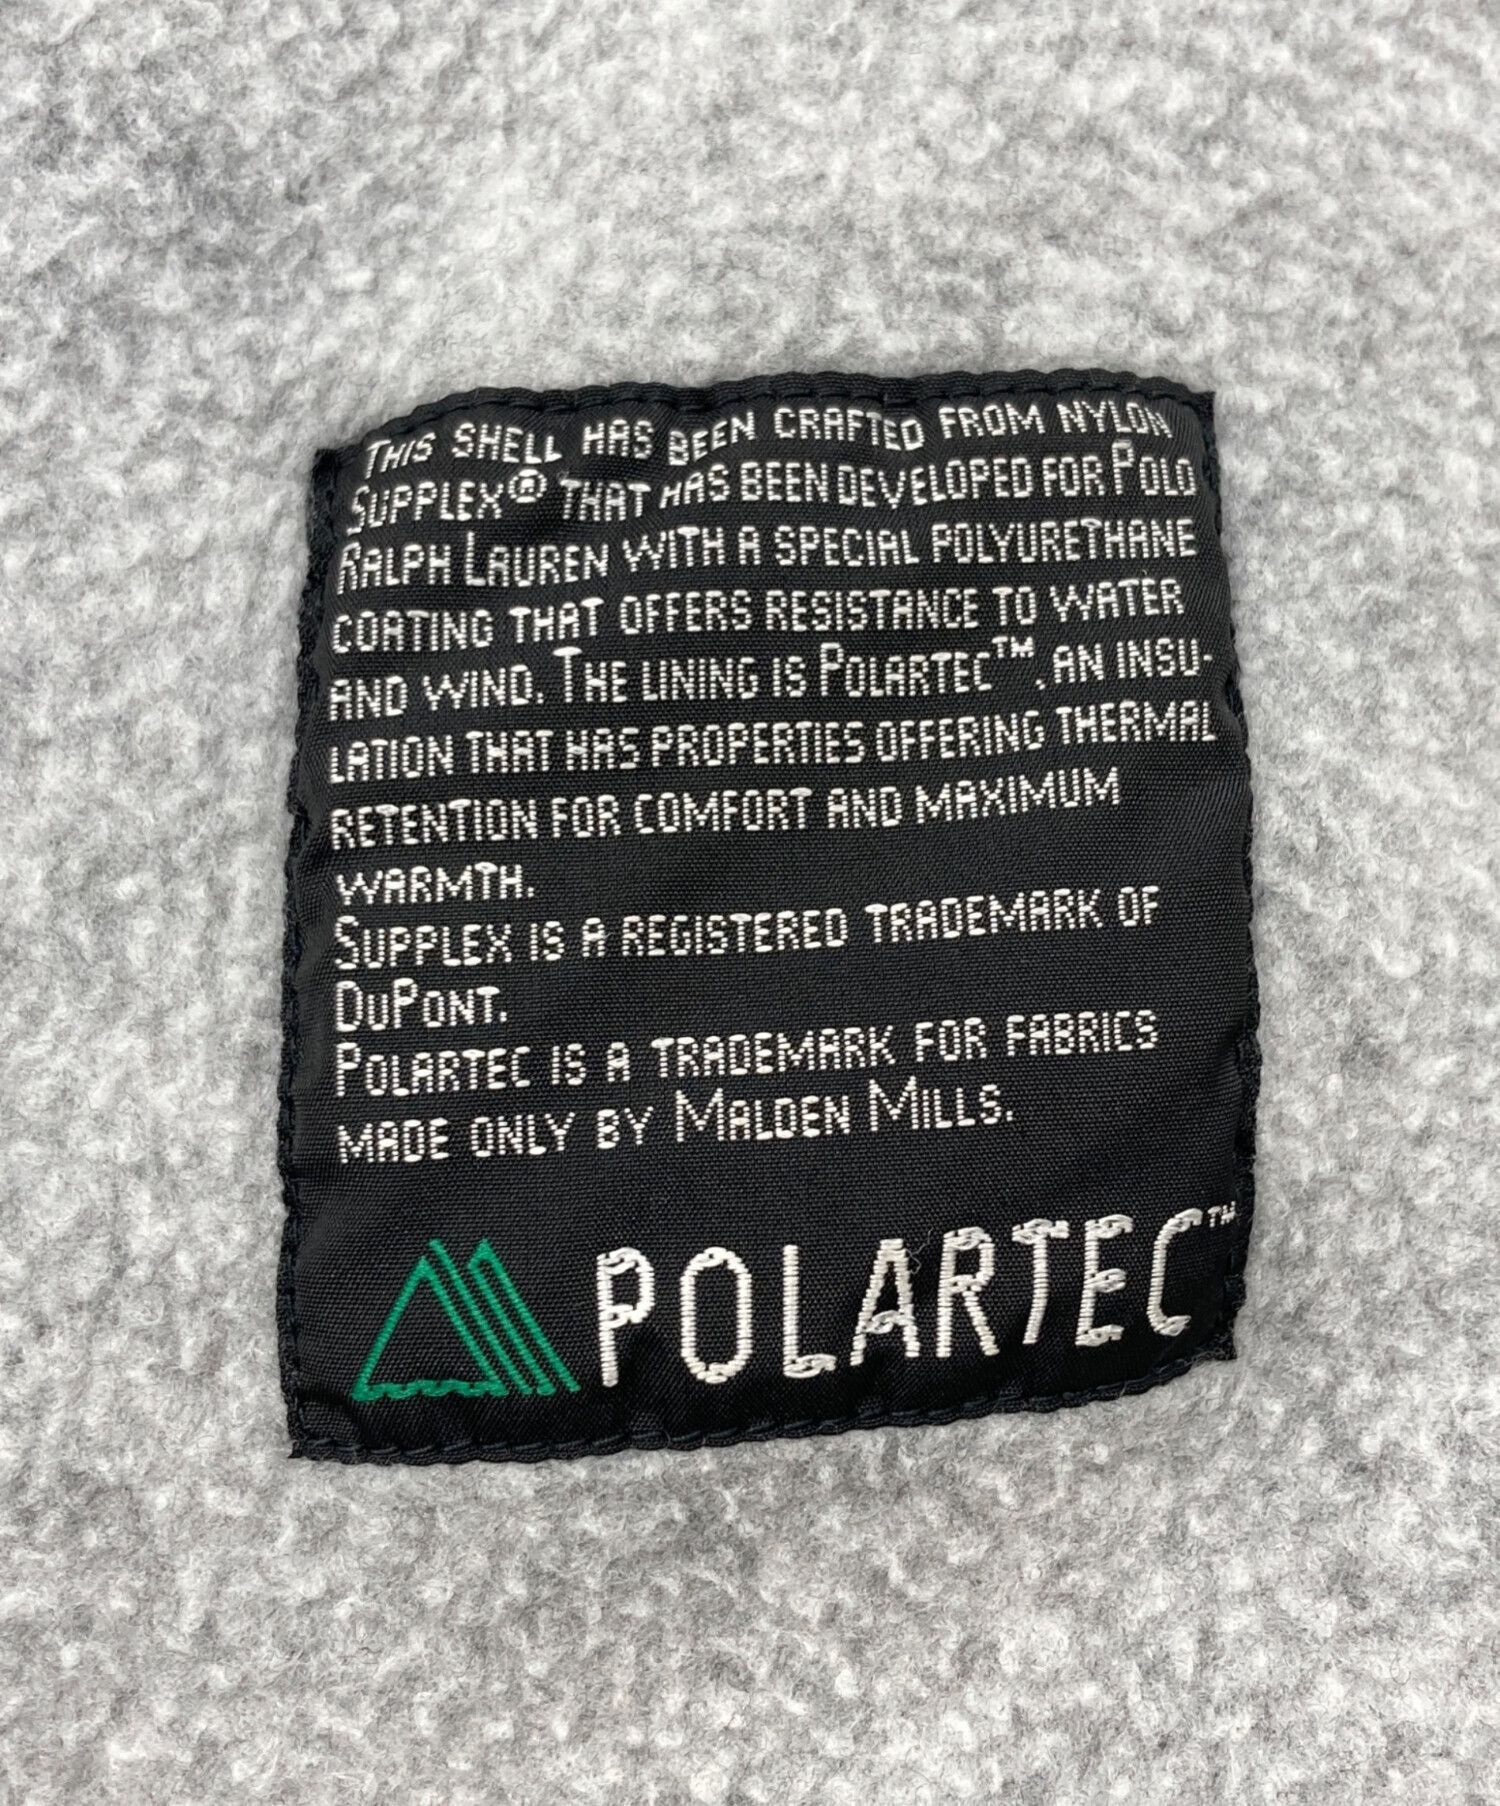 This shell has been crafted from nylon
Supplex® that has been developed for Polo
Ralph Lauren with a special polyurethane
coating that offers resistance to water
and wind. The lining is Polartec™, an insu-
lation that has properties offering thermal
retention for comfort and maximum
warmth.
Supplex is a registered trademark of
DuPont.
Polartec is a trademark for fabrics
made only by Malden Mills.
POLARTEC™